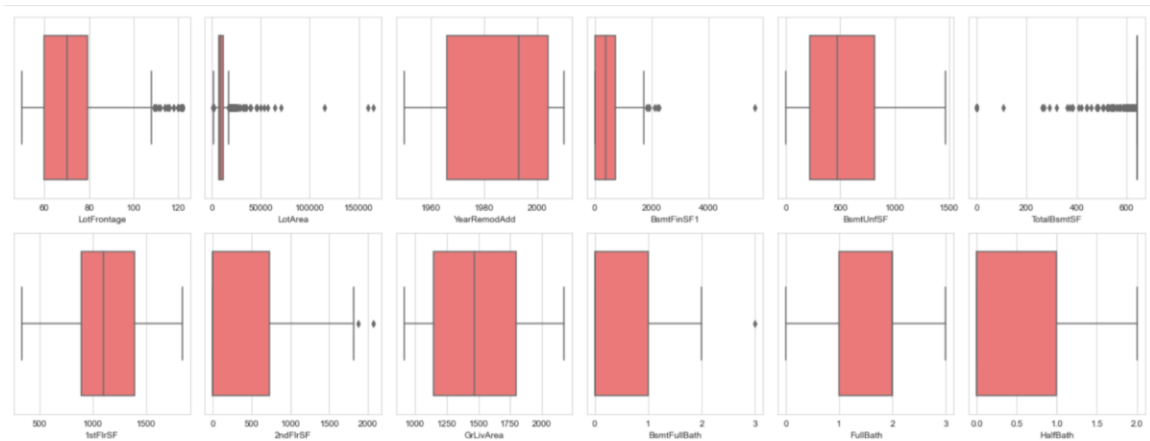 60 80 100 120
LotFrontage
0 50000 100000 150000
LotArea
1960 1980 2000
YearRemodAdd
0 2000 4000
BsmtFinSF1
0 500 1000 1500
BsmtUnfSF
0 200 400 600
TotalBsmtSF
500 1000 1500
1stFlrSF
0 500 1000 1500 2000
2ndFlrSF
1000 1250 1500 1750 2000
GrLivArea
0 1 2 3
BsmtFullBath
0 1 2 3
FullBath
0.0 0.5 1.0 1.5 2.0
HalfBath